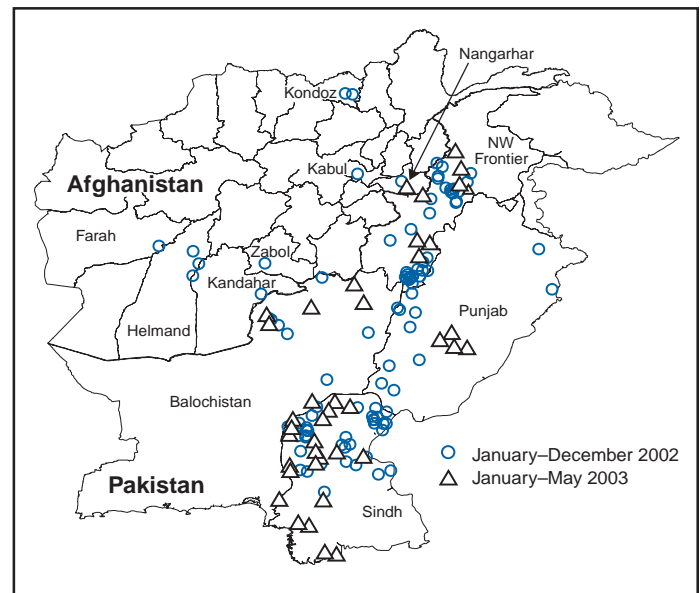 Nangarhar
Kondoz
NW
Frontier
Kabul
Afghanistan
Farah
Zabol
Kandahar
Helmand
Punjab
Balochistan
January–December 2002
January–May 2003
Pakistan
Sindh